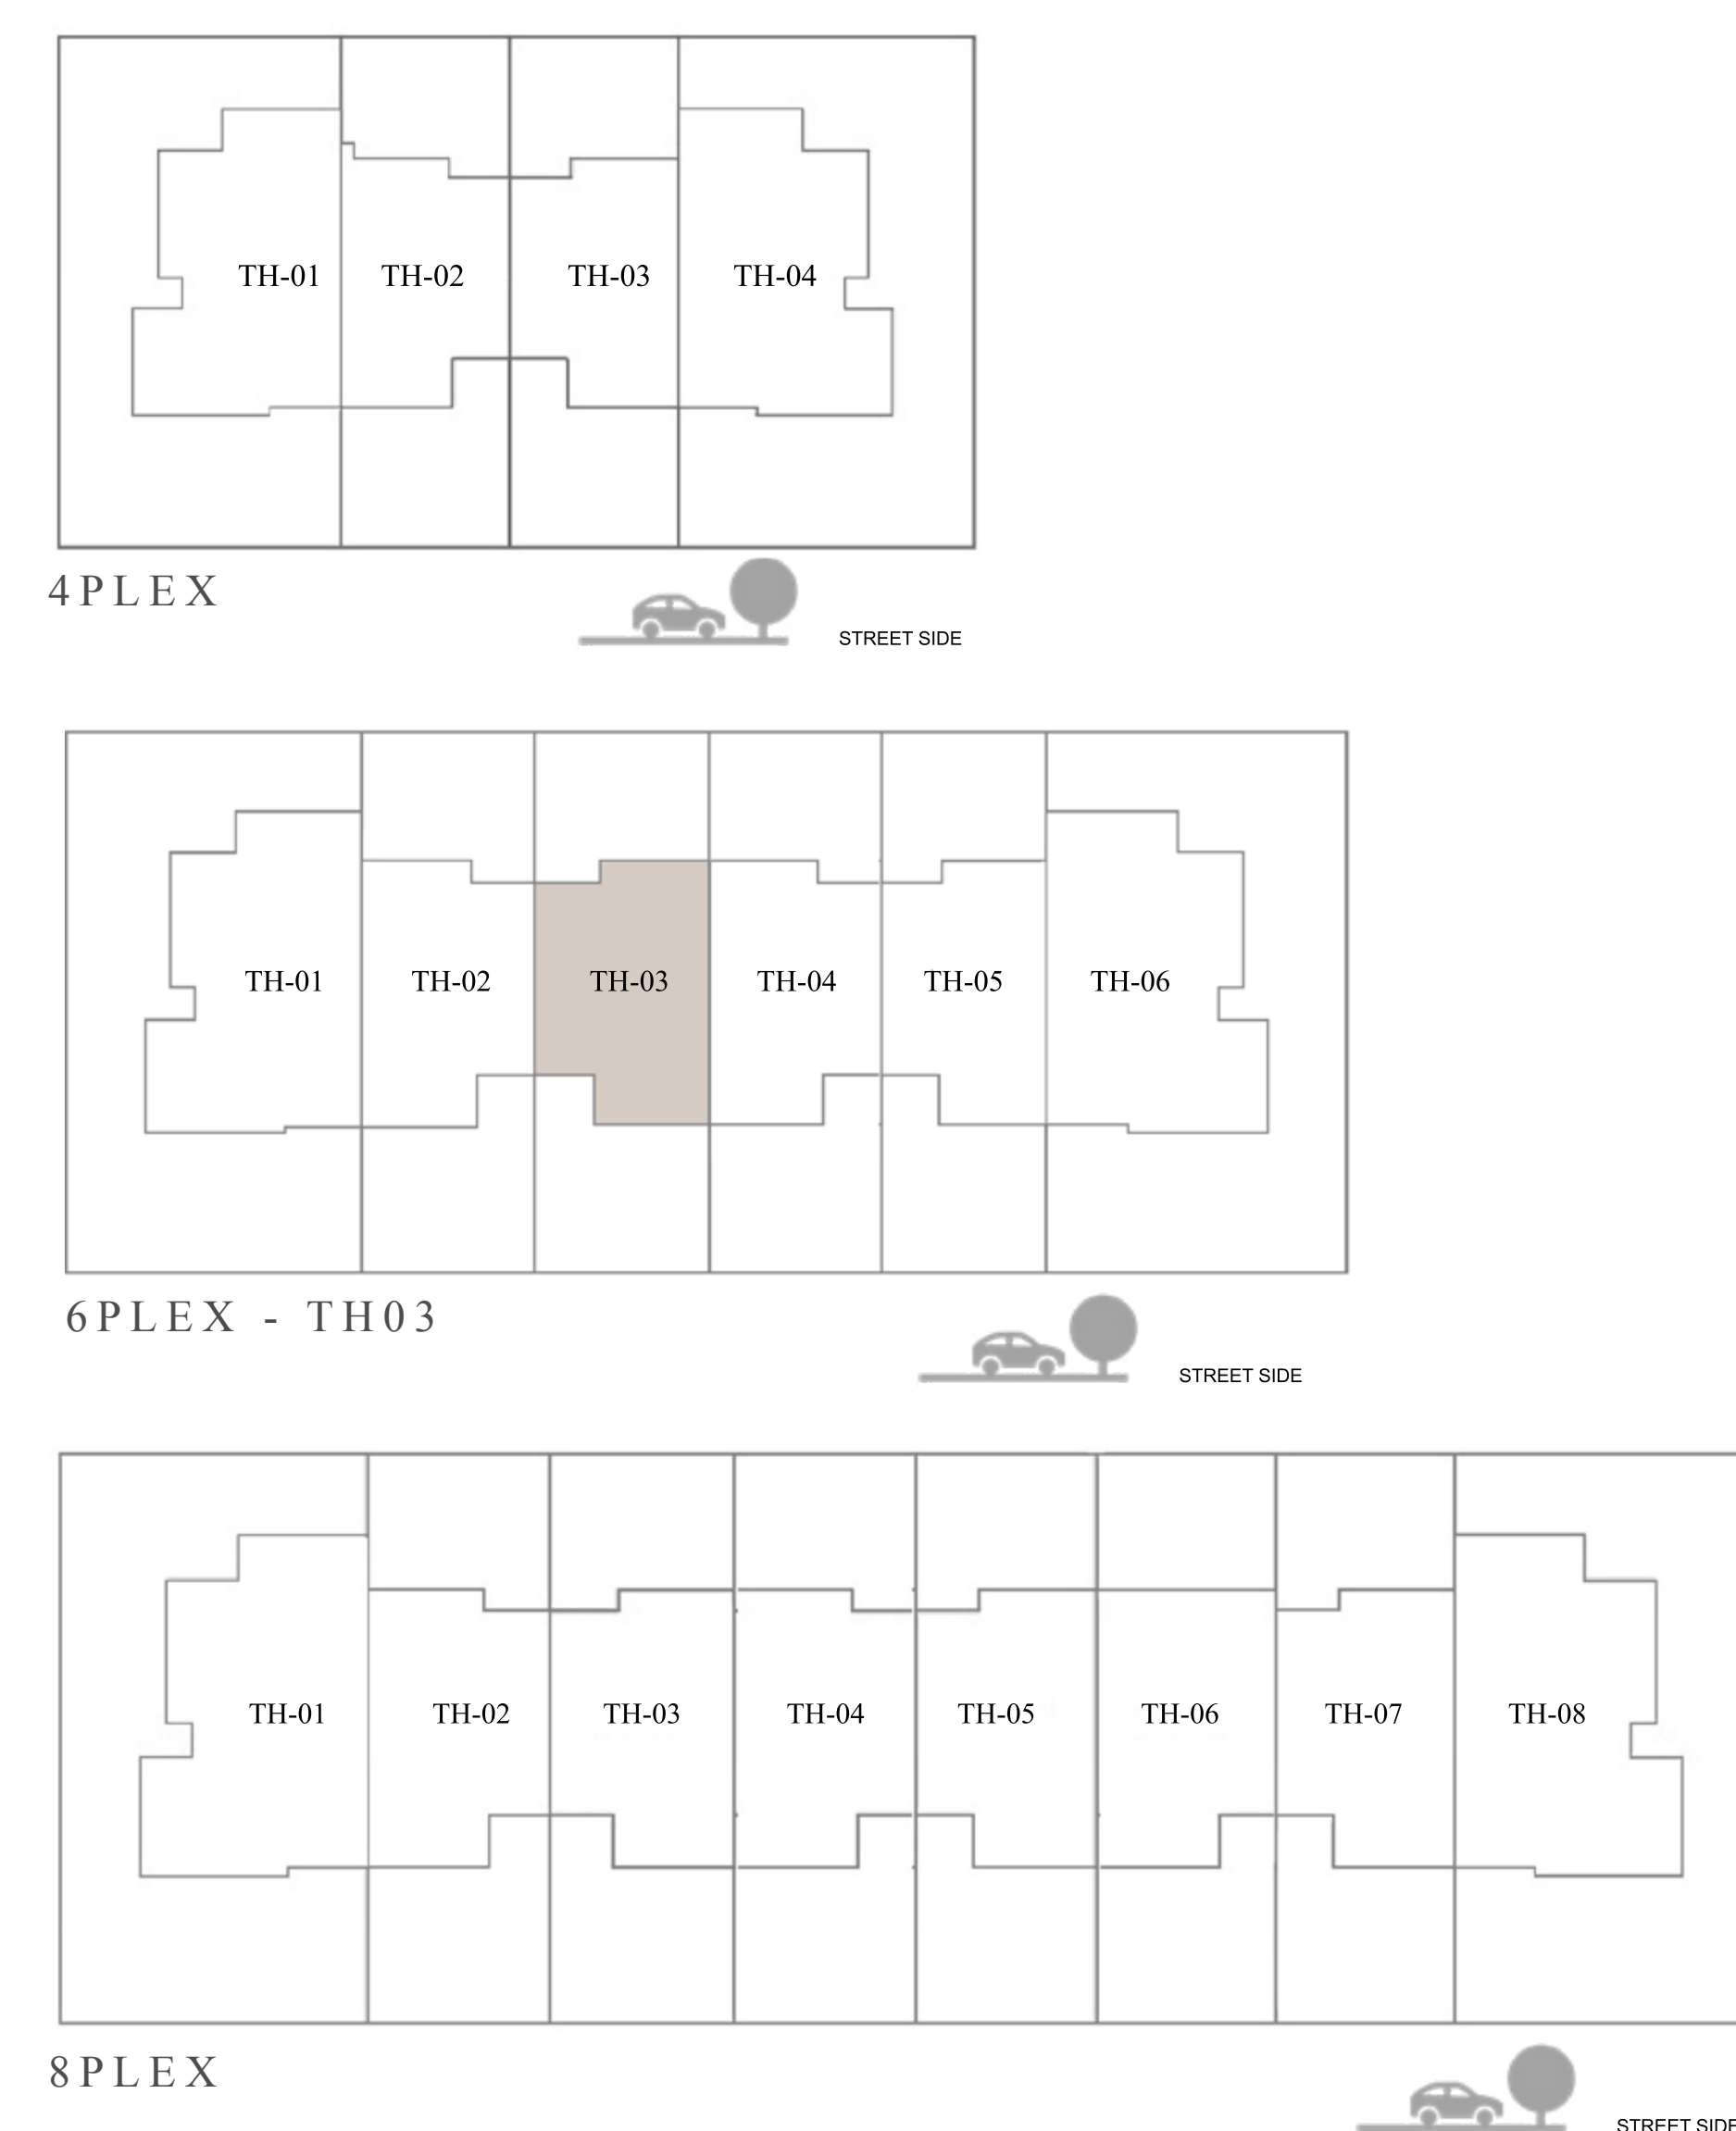 TH-01 TH-02 TH-03 TH-04
4PLEX
STREET SIDE
TH-01 TH-02 TH-03 TH-04 TH-05 TH-06
6PLEX - TH03
STREET SIDE
TH-01 TH-02 TH-03 TH-04 TH-05 TH-06 TH-07 TH-08
8PLEX
STREET SIDE